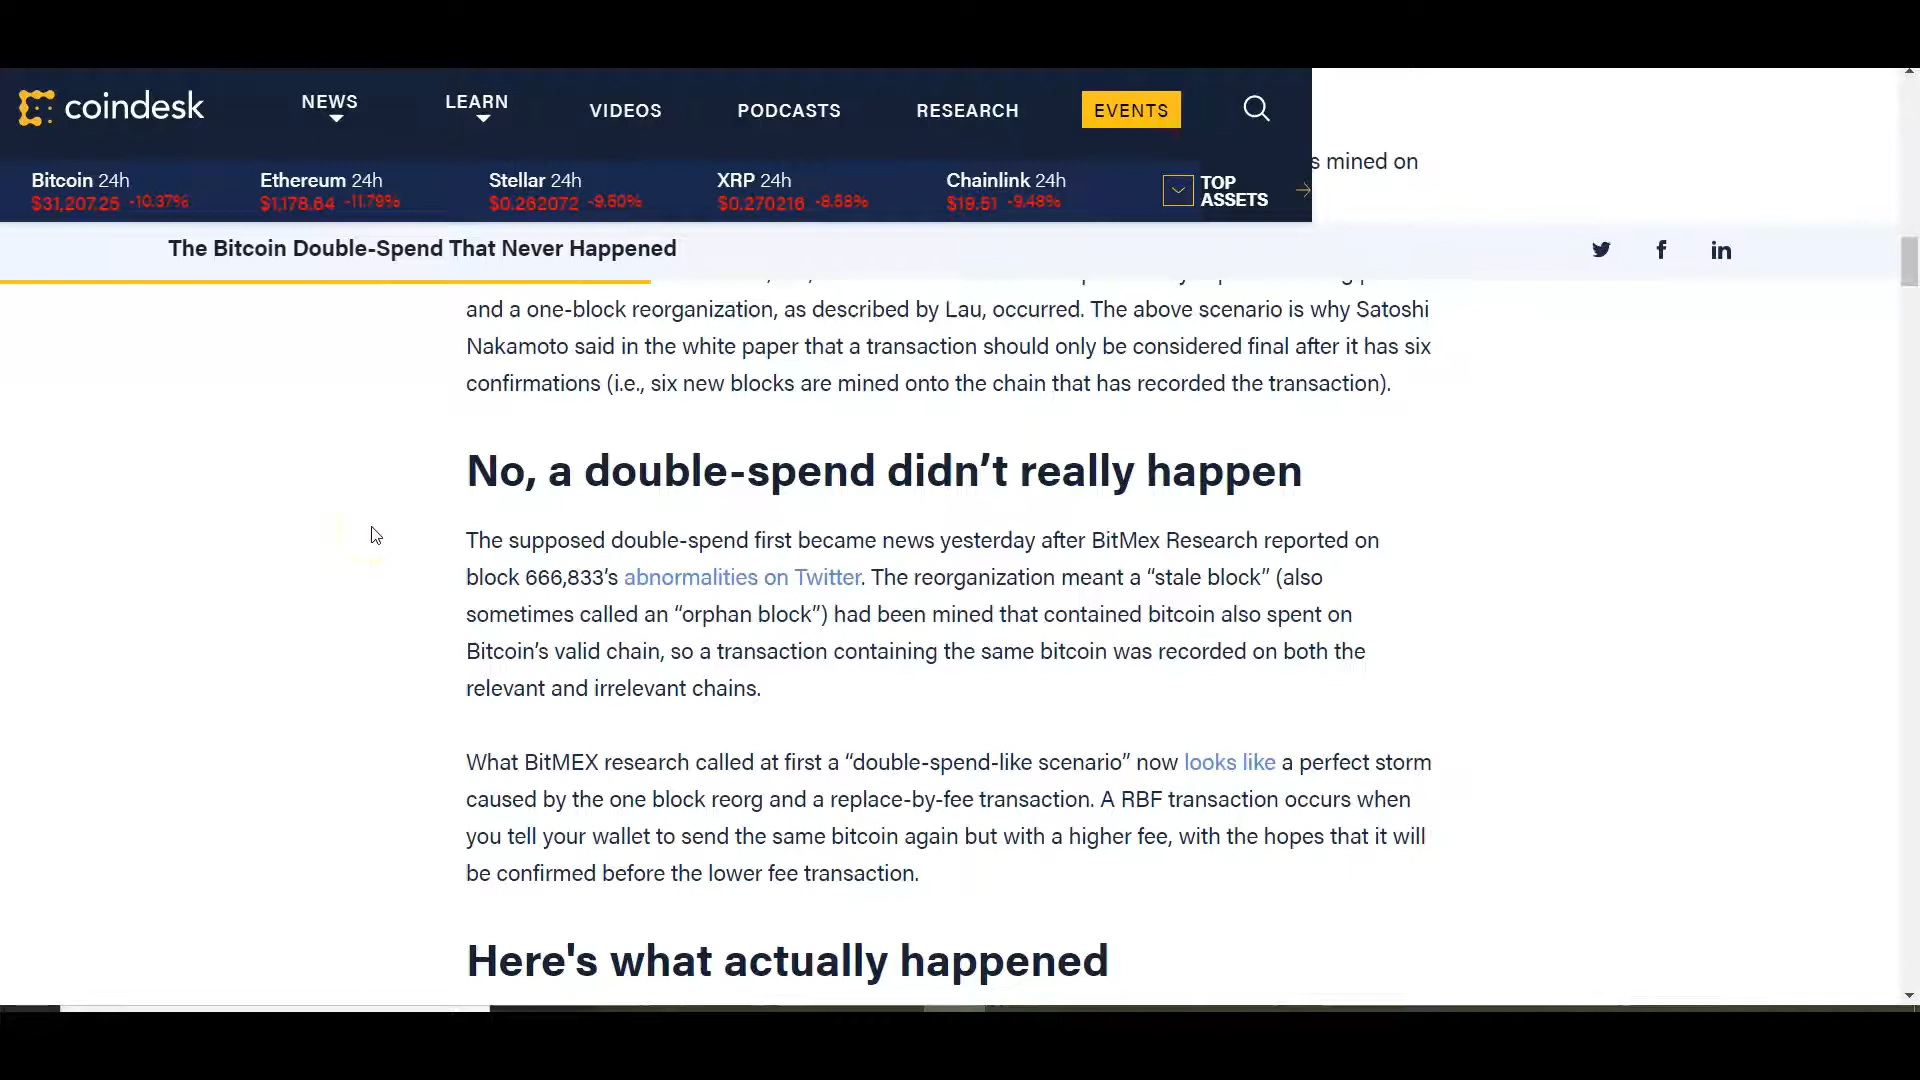 coindesk
NEWS
LEARN
VIDEOS
PODCASTS
RESEARCH
EVENTS
Bitcoin 24h
$31,207.25 -10.37%
Ethereum 24h
$1,178.64 -11.79%
Stellar 24h
$0.262072 -9.50%
XRP 24h
$0.270216 -8.58%
Chainlink 24h
$19.51 -9.48%
TOP
ASSETS
s mined on
The Bitcoin Double-Spend That Never Happened
and a one-block reorganization, as described by Lau, occurred. The above scenario is why Satoshi
Nakamoto said in the white paper that a transaction should only be considered final after it has six
confirmations (i.e., six new blocks are mined onto the chain that has recorded the transaction).
No, a double-spend didn’t really happen
The supposed double-spend first became news yesterday after BitMex Research reported on
block 666,833’s abnormalities on Twitter. The reorganization meant a “stale block” (also
sometimes called an “orphan block”) had been mined that contained bitcoin also spent on
Bitcoin’s valid chain, so a transaction containing the same bitcoin was recorded on both the
relevant and irrelevant chains.
What BitMEX research called at first a “double-spend-like scenario” now looks like a perfect storm
caused by the one block reorg and a replace-by-fee transaction. A RBF transaction occurs when
you tell your wallet to send the same bitcoin again but with a higher fee, with the hopes that it will
be confirmed before the lower fee transaction.
Here's what actually happened